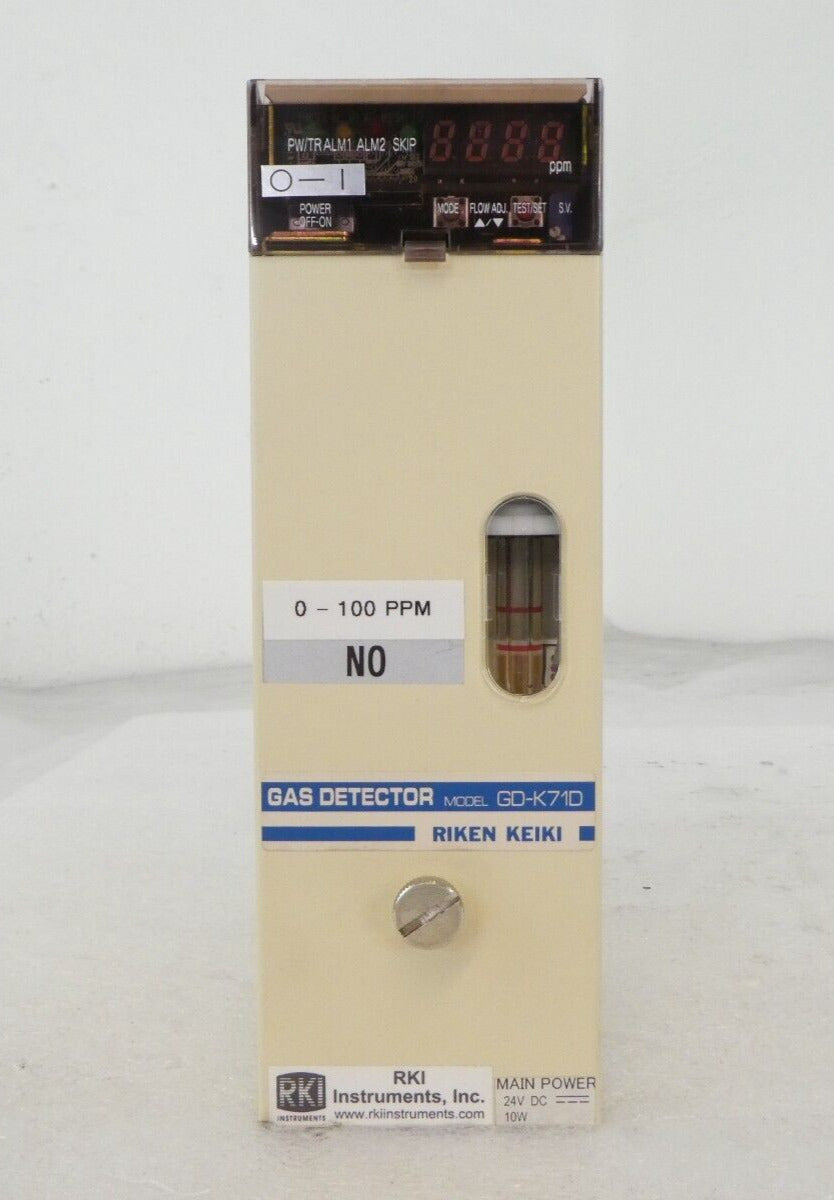 PW/TR ALM1 ALM2 SKIP
ppm
O－I
POWER
OFF-ON
MODE FLOW ADJ. TEST/SET S.V.
▲/▼
0 - 100 PPM
NO
GAS DETECTOR MODEL GD-K71D
RIKEN KEIKI
RKI
INSTRUMENTS
RKI
Instruments, Inc.
www.rkiinstruments.com
MAIN POWER
24V DC
10W